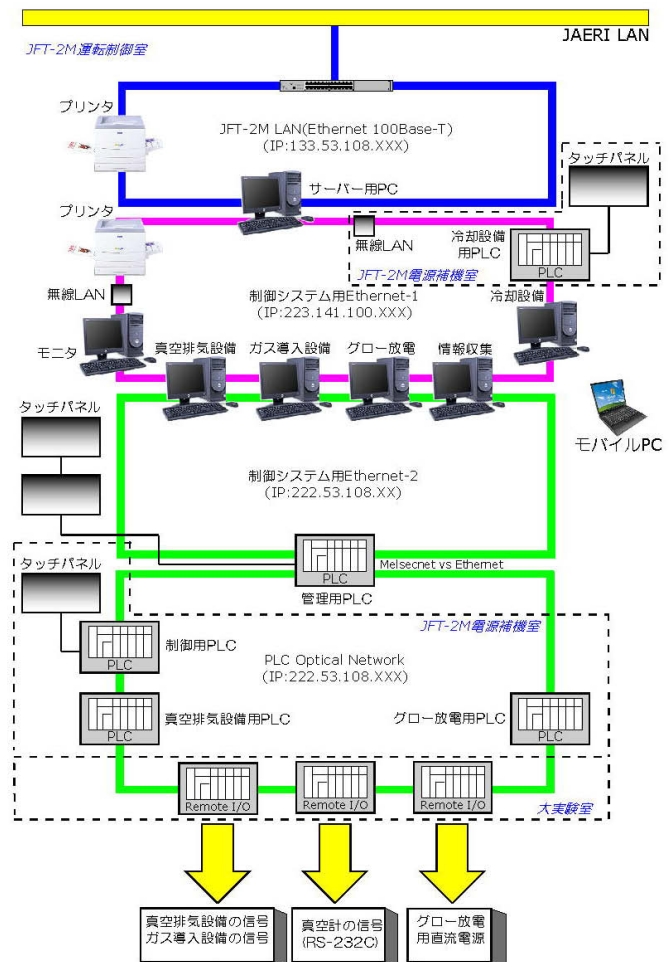 JAERI LAN
JFT-2M運転制御室
プリンタ
JFT-2M LAN(Ethernet 100Base-T)
(IP:133.53.108.XXX)
タッチパネル
サーバー用PC
プリンタ
無線LAN
冷却設備
用PLC
PLC
JFT-2M電源補機室
無線LAN
制御システム用Ethernet-1
(IP:223.141.100.XXX)
冷却設備
モニタ
真空排気設備
ガス導入設備
グロー放電
情報収集
タッチパネル
モバイルPC
制御システム用Ethernet-2
(IP:222.53.108.XX)
タッチパネル
PLC
Melsecnet vs Ethernet
管理用PLC
JFT-2M電源補機室
制御用PLC
PLC
PLC Optical Network
(IP:222.53.108.XXX)
真空排気設備用PLC
PLC
グロー放電用PLC
PLC
Remote I/O
Remote I/O
Remote I/O
大実験室
真空排気設備の信号
ガス導入設備の信号
真空計の信号
(RS-232C)
グロー放電
用直流電源